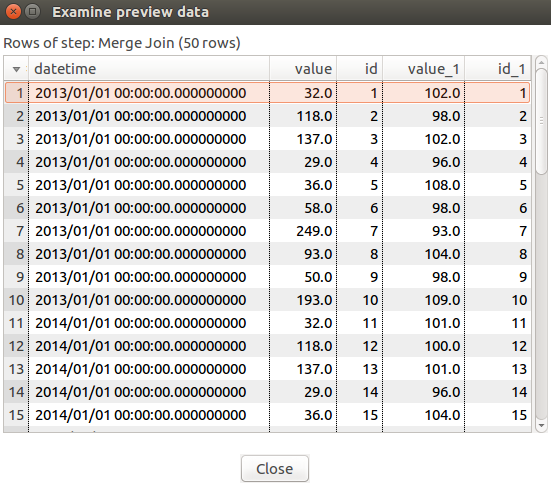 Examine preview data
Rows of step: Merge Join (50 rows)
datetime value id value_1 id_1
1 2013/01/01 00:00:00.000000000 32.0 1 102.0 1
2 2013/01/01 00:00:00.000000000 118.0 2 98.0 2
3 2013/01/01 00:00:00.000000000 137.0 3 102.0 3
4 2013/01/01 00:00:00.000000000 29.0 4 96.0 4
5 2013/01/01 00:00:00.000000000 36.0 5 108.0 5
6 2013/01/01 00:00:00.000000000 58.0 6 98.0 6
7 2013/01/01 00:00:00.000000000 249.0 7 93.0 7
8 2013/01/01 00:00:00.000000000 93.0 8 104.0 8
9 2013/01/01 00:00:00.000000000 50.0 9 98.0 9
10 2013/01/01 00:00:00.000000000 193.0 10 109.0 10
11 2014/01/01 00:00:00.000000000 32.0 11 101.0 11
12 2014/01/01 00:00:00.000000000 118.0 12 100.0 12
13 2014/01/01 00:00:00.000000000 137.0 13 101.0 13
14 2014/01/01 00:00:00.000000000 29.0 14 96.0 14
15 2014/01/01 00:00:00.000000000 36.0 15 104.0 15
Close